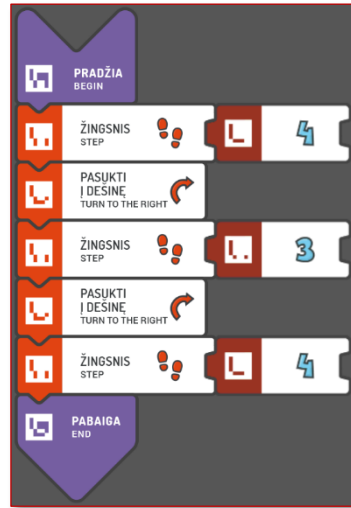 PRADŽIA
BEGIN
ŽINGSNIS
STEP
4
PASUKTI
Į DEŠINĘ
TURN TO THE RIGHT
ŽINGSNIS
STEP
3
PASUKTI
Į DEŠINĘ
TURN TO THE RIGHT
ŽINGSNIS
STEP
4
PABAIGA
END